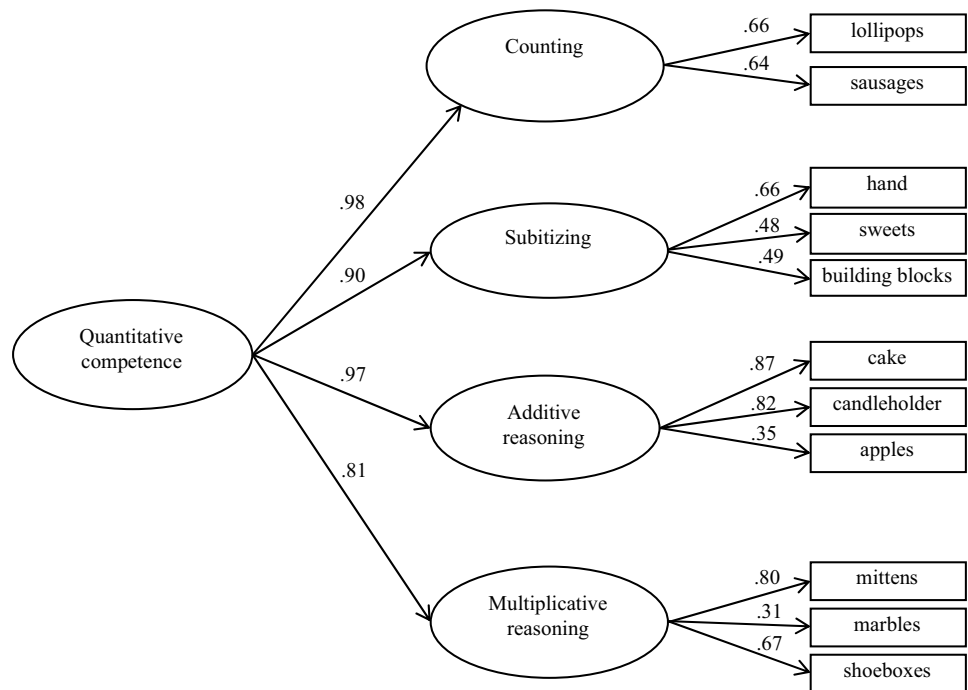 Counting
.66
lollipops
.64
sausages
.98
Subitizing
.66
hand
.48
sweets
.49
building blocks
.90
Quantitative
competence
.97
Additive
reasoning
.87
cake
.82
candleholder
.35
apples
.81
Multiplicative
reasoning
.80
mittens
.31
marbles
.67
shoeboxes